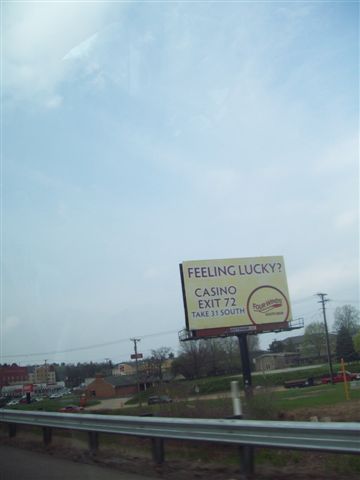 FEELING LUCKY?
CASINO
EXIT 72
TAKE 31 SOUTH
FOUR WINDS